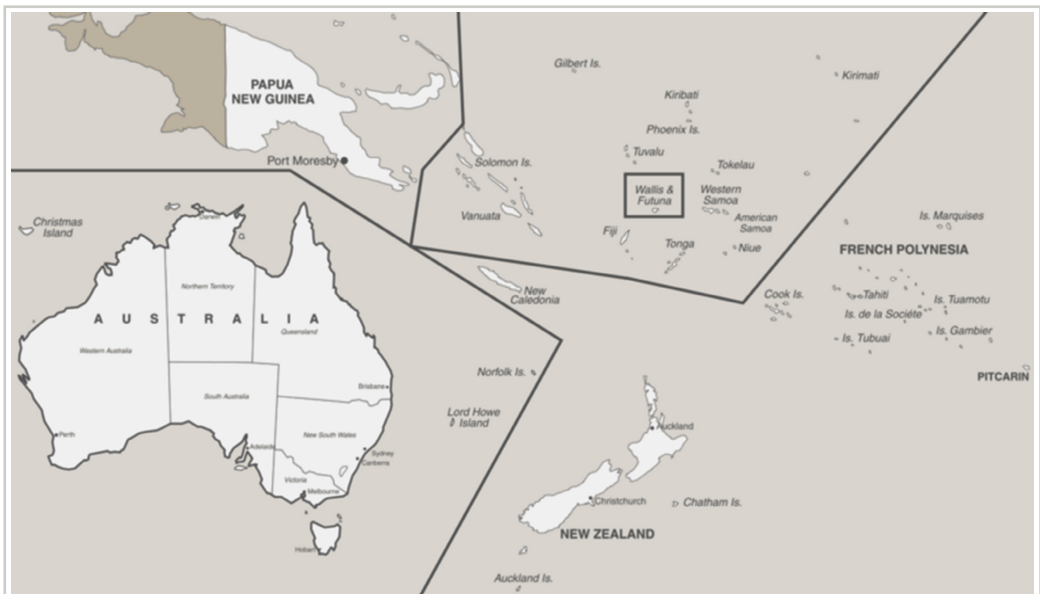 Gilbert Is.
Kirimati
PAPUA
NEW GUINEA
Kiribati
Phoenix Is.
Port Moresby
Solomon Is.
Tuvalu
Tokelau
Wallis &
Futuna
Western
Samoa
American
Samoa
Vanuata
Christmas
Island
Darwin
Fiji
Tonga
Niue
Is. Marquises
FRENCH POLYNESIA
Northern Territory
New
Caledonia
Cook Is.
Tahiti
Is. Tuamotu
Is. de la Sociéte
AUSTRALIA
Queensland
Is. Gambier
Is. Tubuai
Western Australia
Norfolk Is.
PITCARIN
Brisbane
South Australia
Lord Howe
Island
Auckland
Perth
New South Wales
Adelaide
Sydney
Canberra
Victoria
Melbourne
Christchurch
Chatham Is.
NEW ZEALAND
Hobart
Auckland Is.